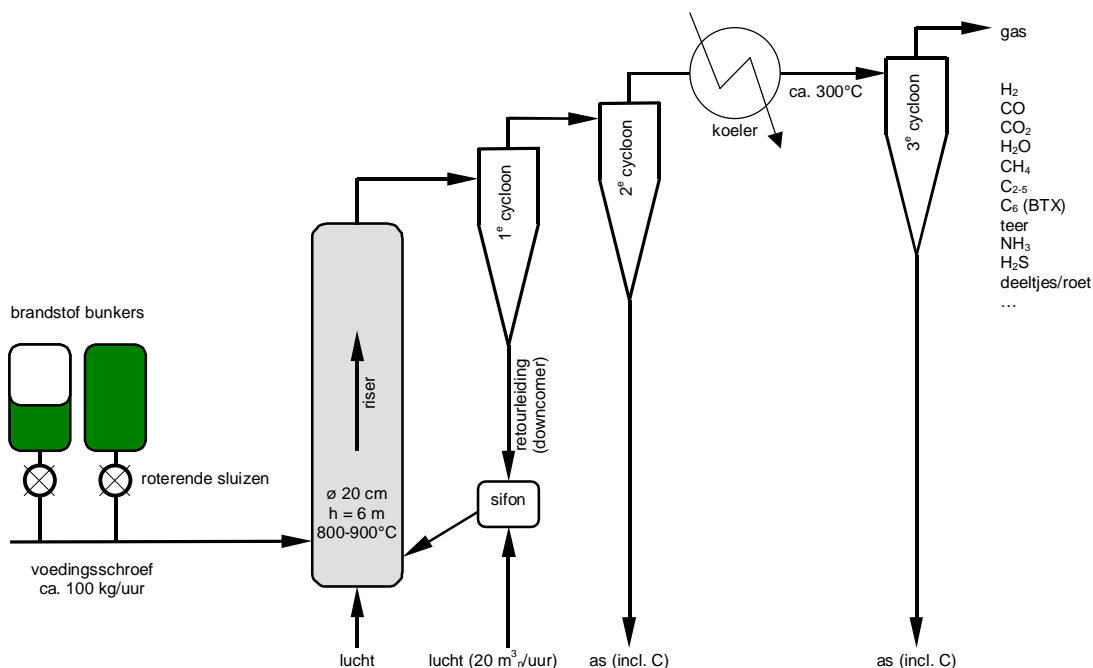 gas
ca. 300°C
koeler
H₂
CO
CO₂
H₂O
CH₄
C₂₋₅
C₆ (BTX)
teer
NH₃
H₂S
deeltjes/roet
...
3ᵉ cycloon
2ᵉ cycloon
1ᵉ cycloon
brandstof bunkers
riser
retourleiding
(downcomer)
roterende sluizen
ø 20 cm
h = 6 m
800-900°C
sifon
voedingsschroef
ca. 100 kg/uur
lucht
lucht (20 m³ₙ/uur)
as (incl. C)
as (incl. C)